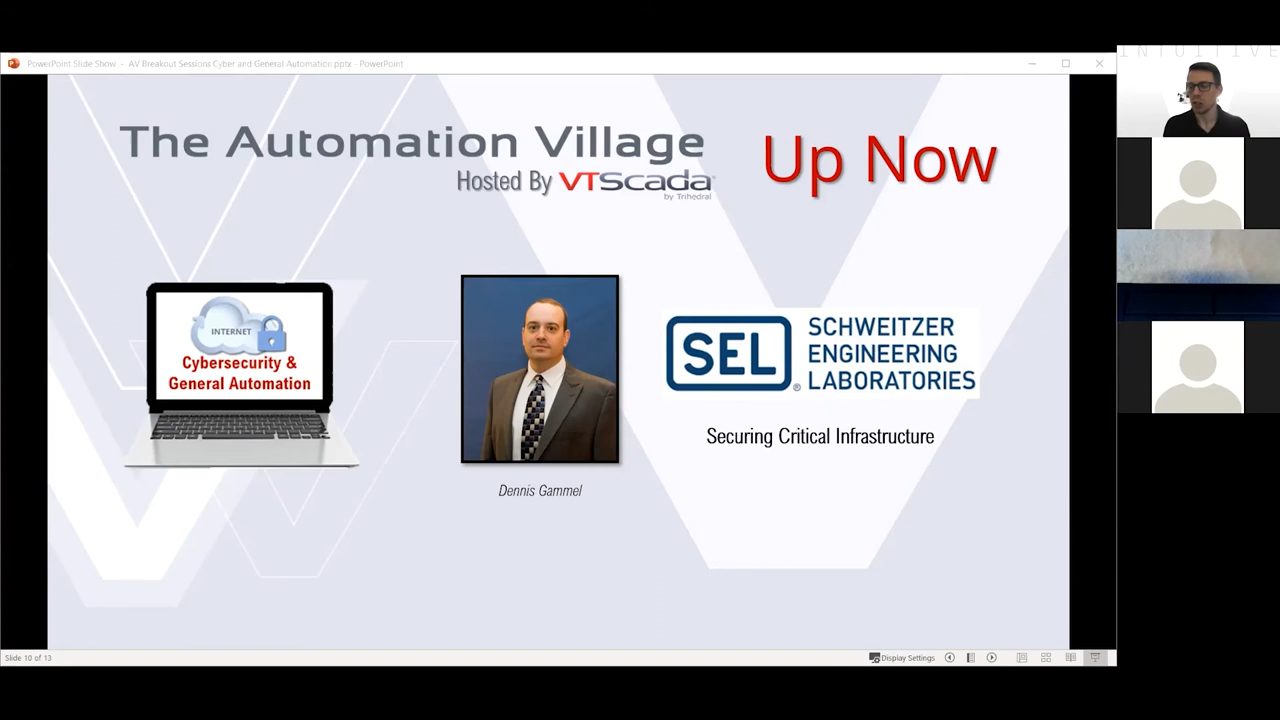 PowerPoint Slide Show - AV Breakout Sessions Cyber and General Automation.pptx - PowerPoint
INTUITIVE
The Automation Village
Hosted By VTScada
by Trihedral
Up Now
INTERNET
Cybersecurity &
General Automation
SEL
®
SCHWEITZER
ENGINEERING
LABORATORIES
Securing Critical Infrastructure
Dennis Gammel
Slide 10 of 13
Display Settings